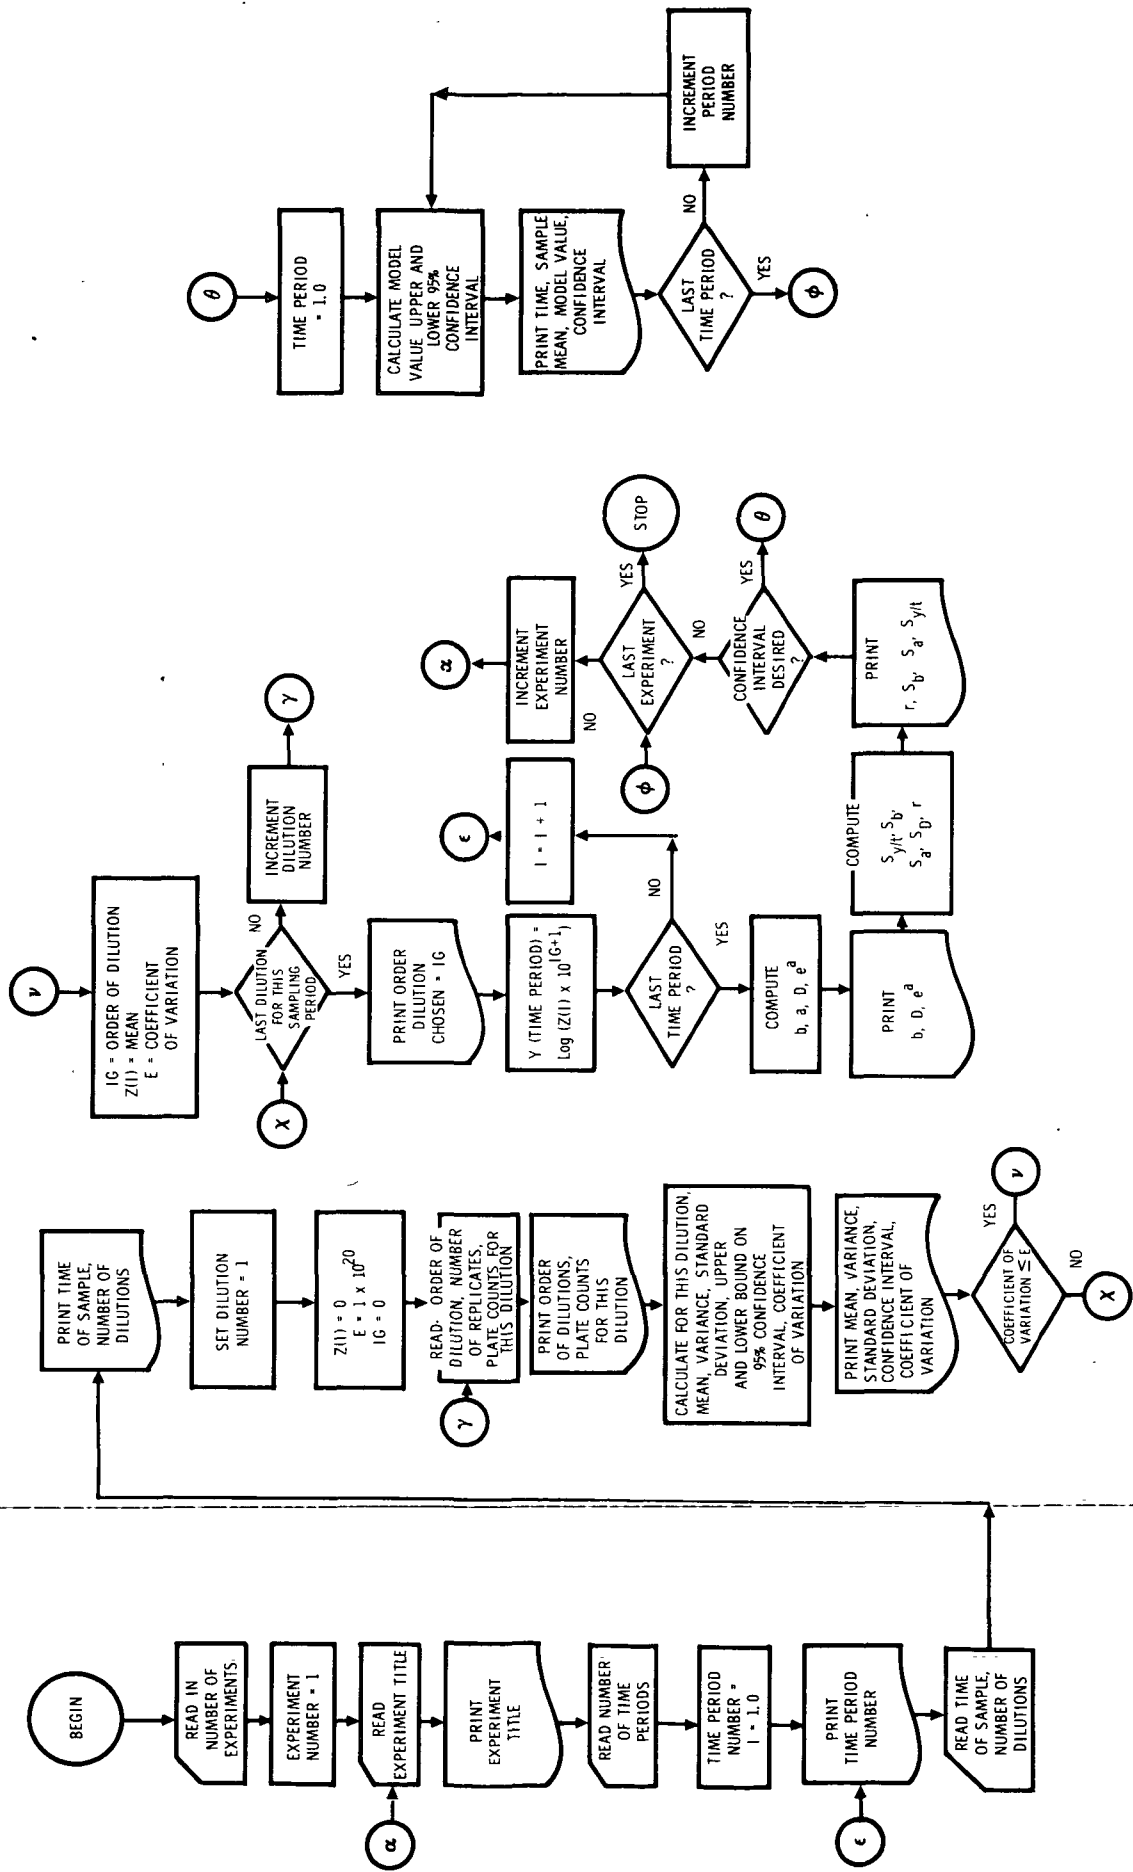 BEGIN
READ IN
NUMBER OF
EXPERIMENTS
EXPERIMENT
NUMBER = 1
α
READ
EXPERIMENT TITLE
PRINT
EXPERIMENT
TITLE
READ NUMBER
OF TIME
PERIODS
TIME PERIOD
NUMBER =
I = 1.0
ϵ
PRINT
TIME PERIOD
NUMBER
READ TIME
OF SAMPLE,
NUMBER OF
DILUTIONS
PRINT TIME
OF SAMPLE,
NUMBER OF
DILUTIONS
SET DILUTION
NUMBER = 1
Z(I) = 0
E = 1 x 10^20
IG = 0
γ
READ- ORDER OF
DILUTION, NUMBER
OF REPLICATES,
PLATE COUNTS FOR
THIS DILUTION
PRINT ORDER
OF DILUTIONS,
PLATE COUNTS
FOR THIS
DILUTION
CALCULATE FOR THIS DILUTION,
MEAN, VARIANCE, STANDARD
DEVIATION, UPPER
AND LOWER BOUND ON
95% CONFIDENCE
INTERVAL, COEFFICIENT
OF VARIATION
PRINT MEAN, VARIANCE,
STANDARD DEVIATION,
CONFIDENCE INTERVAL,
COEFFICIENT OF
VARIATION
COEFFICIENT OF
VARIATION ≤ E
YES
ν
NO
χ
ν
IG = ORDER OF DILUTION
Z(I) = MEAN
E = COEFFICIENT
OF VARIATION
χ
LAST DILUTION
FOR THIS
SAMPLING
PERIOD
NO
INCREMENT
DILUTION
NUMBER
γ
YES
PRINT ORDER
DILUTION
CHOSEN = IG
Y (TIME PERIOD) =
Log (Z(I) x 10^IG+1)
LAST
TIME PERIOD
?
NO
I = I + 1
ϵ
YES
COMPUTE
b, a, D, e^a
PRINT
b, D, e^a
COMPUTE
S_y/t, S_b,
S_a, S_D, r
PRINT
r, S_b, S_a, S_y/t
CONFIDENCE
INTERVAL
DESIRED
?
YES
θ
NO
ϕ
LAST
EXPERIMENT
?
YES
STOP
NO
INCREMENT
EXPERIMENT
NUMBER
α
θ
TIME PERIOD
= 1.0
CALCULATE MODEL
VALUE UPPER AND
LOWER 95%
CONFIDENCE
INTERVAL
PRINT TIME, SAMPLE
MEAN, MODEL VALUE,
CONFIDENCE
INTERVAL
LAST
TIME PERIOD
?
NO
INCREMENT
PERIOD
NUMBER
YES
ϕ